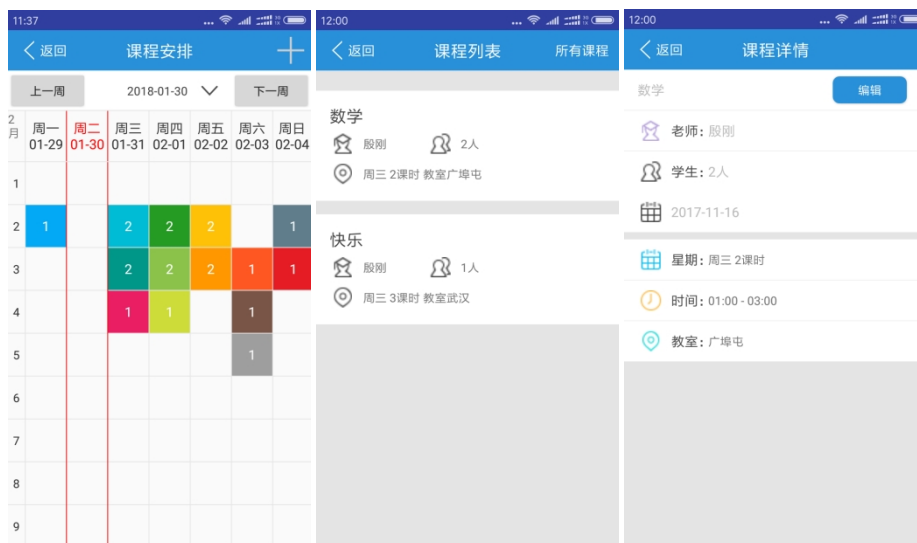 11:37
返回
课程安排
上一周
2018-01-30
下一周
2月
周一 周二 周三 周四 周五 周六 周日
01-29 01-30 01-31 02-01 02-02 02-03 02-04
1
2 1 2 2 2 1
3 2 2 2 1 1
4 1 1 1
5 1
6
7
8
9
12:00
返回
课程列表
所有课程
数学
殷刚 2人
周三 2课时 教室广埠屯
快乐
殷刚 1人
周三 3课时 教室武汉
12:00
返回
课程详情
数学
编辑
老师: 殷刚
学生: 2人
2017-11-16
星期: 周三 2课时
时间: 01:00 - 03:00
教室: 广埠屯